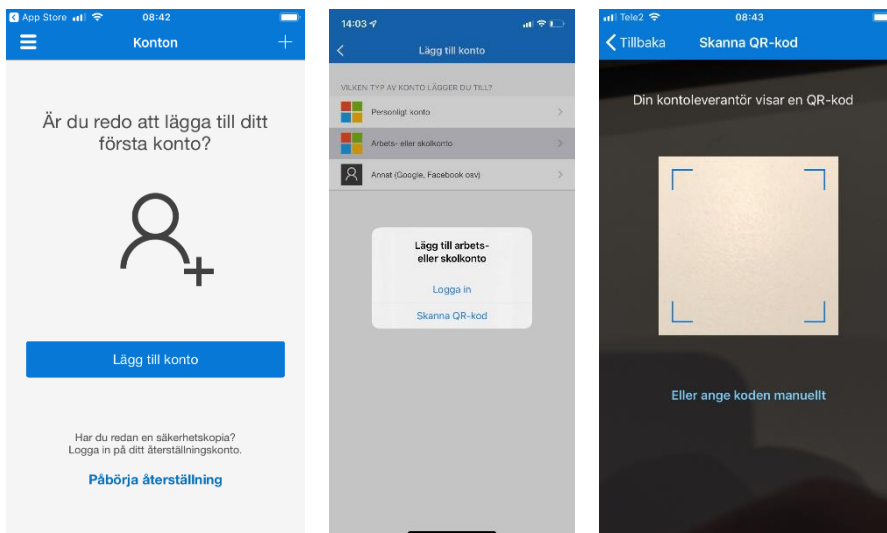 App Store 08:42
Konton
Är du redo att lägga till ditt
första konto?
Lägg till konto
Har du redan en säkerhetskopia?
Logga in på ditt återställningskonto.
Påbörja återställning
14:03
Lägg till konto
VILKEN TYP AV KONTO LÄGGER DU TILL?
Personligt konto
Arbets- eller skolkonto
Annat (Google, Facebook osv)
Lägg till arbets-
eller skolkonto
Logga in
Skanna QR-kod
Tele2 08:43
Tillbaka Skanna QR-kod
Din kontoleverantör visar en QR-kod
Eller ange koden manuellt